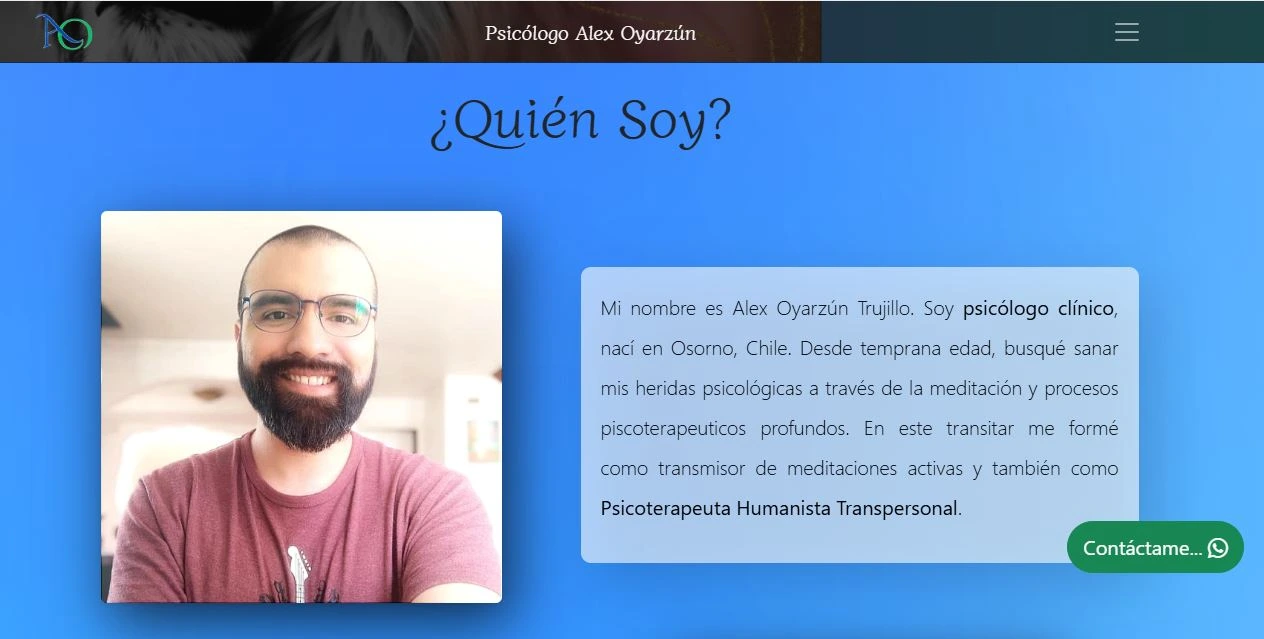 AO
Psicólogo Alex Oyarzún
¿Quién Soy?
Mi nombre es Alex Oyarzún Trujillo. Soy psicólogo clínico,
nací en Osorno, Chile. Desde temprana edad, busqué sanar
mis heridas psicológicas a través de la meditación y procesos
piscoterapeuticos profundos. En este transitar me formé
como transmisor de meditaciones activas y también como
Psicoterapeuta Humanista Transpersonal.
Contáctame...